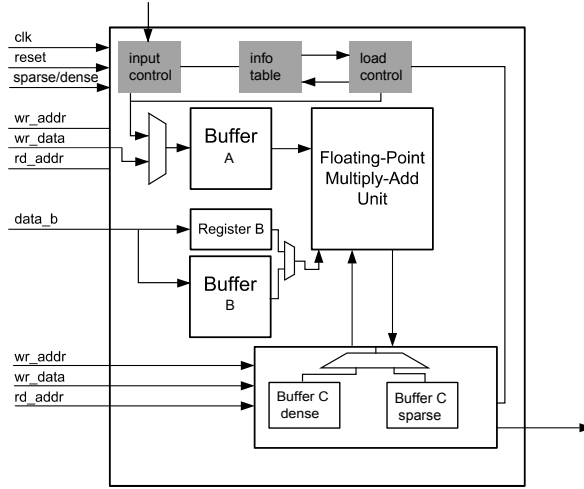 clk
reset
sparse/dense
input
control
info
table
load
control
wr_addr
wr_data
rd_addr
Buffer
A
Floating-Point
Multiply-Add
Unit
data_b
Register B
Buffer
B
wr_addr
wr_data
rd_addr
Buffer C
dense
Buffer C
sparse